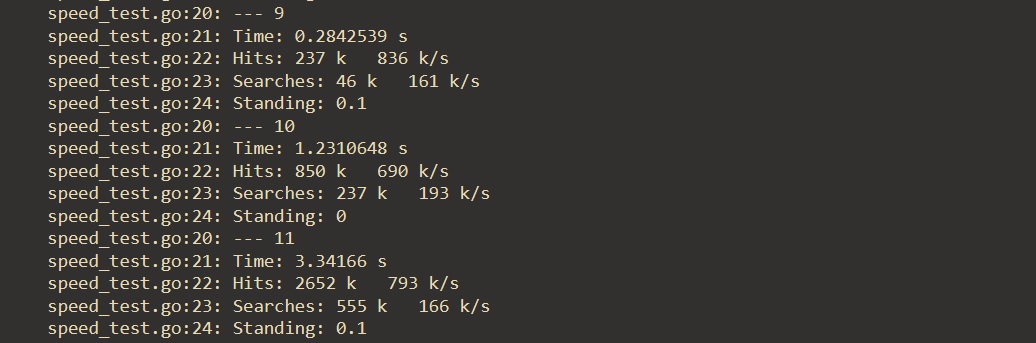 speed_test.go:20: --- 9
speed_test.go:21: Time: 0.2842539 s
speed_test.go:22: Hits: 237 k   836 k/s
speed_test.go:23: Searches: 46 k   161 k/s
speed_test.go:24: Standing: 0.1
speed_test.go:20: --- 10
speed_test.go:21: Time: 1.2310648 s
speed_test.go:22: Hits: 850 k   690 k/s
speed_test.go:23: Searches: 237 k   193 k/s
speed_test.go:24: Standing: 0
speed_test.go:20: --- 11
speed_test.go:21: Time: 3.34166 s
speed_test.go:22: Hits: 2652 k   793 k/s
speed_test.go:23: Searches: 555 k   166 k/s
speed_test.go:24: Standing: 0.1